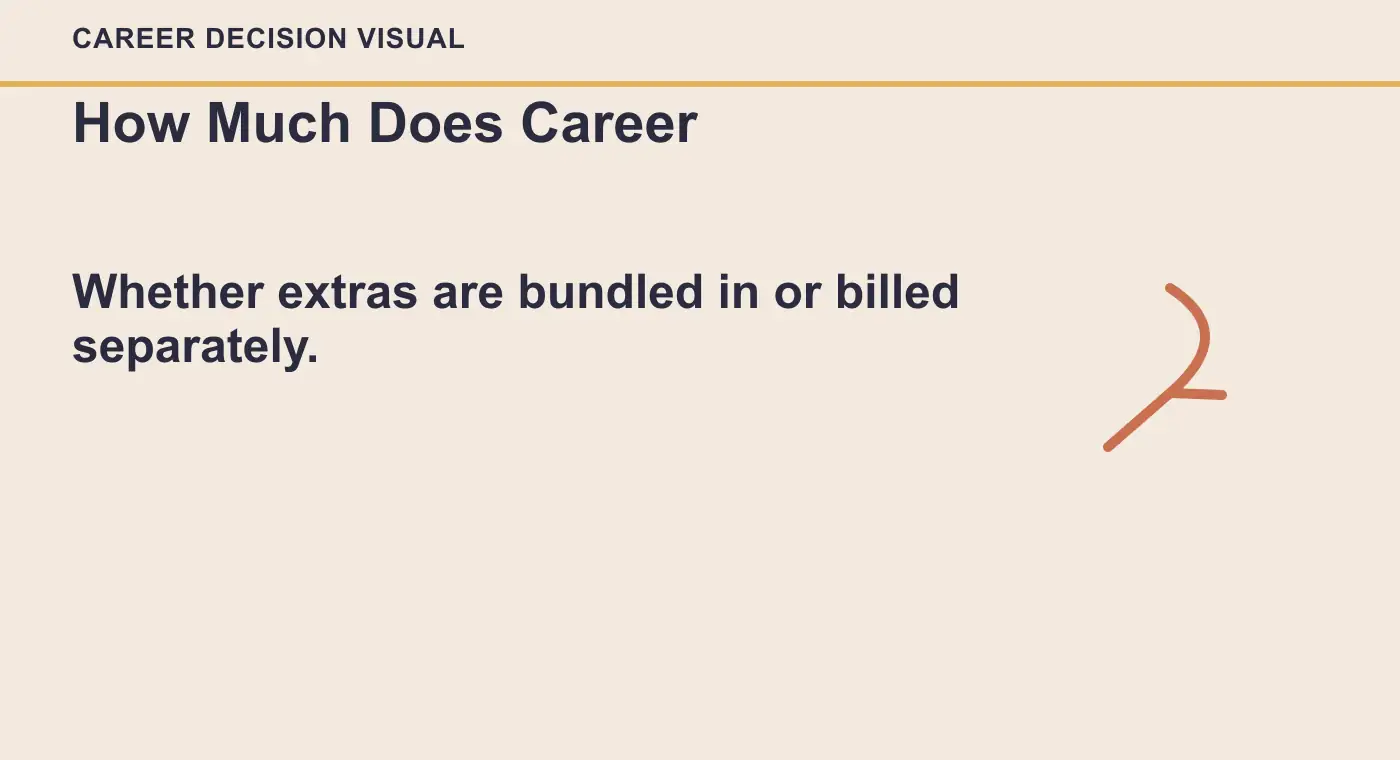 CAREER DECISION VISUAL
How Much Does Career
Whether extras are bundled in or billed
separately.